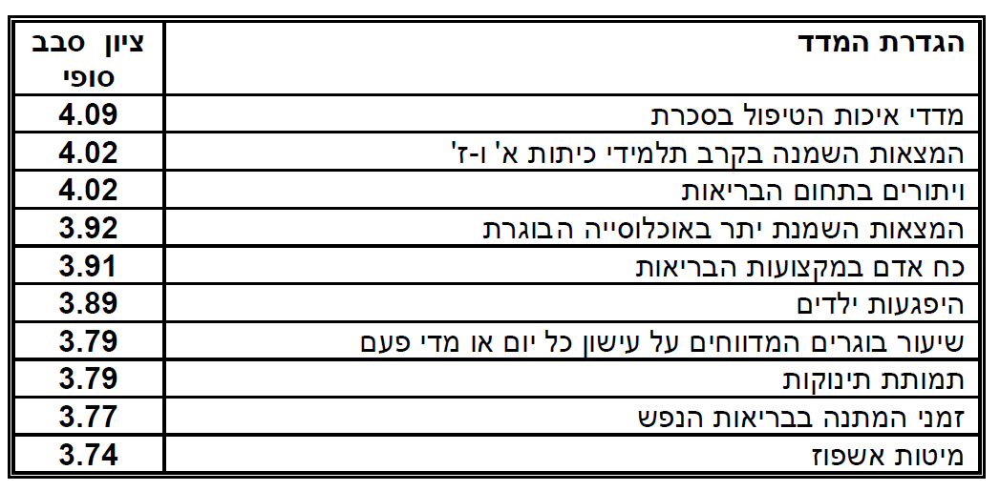 הגדרת המדד ציון סבב
סופי
מדדי איכות הטיפול בסכרת 4.09
המצאות השמנה בקרב תלמידי כיתות א' ו-ז' 4.02
ויתורים בתחום הבריאות 4.02
המצאות השמנת יתר באוכלוסייה הבוגרת 3.92
כח אדם במקצועות הבריאות 3.91
היפגעות ילדים 3.89
שיעור בוגרים המדווחים על עישון כל יום או מדי פעם 3.79
תמותת תינוקות 3.79
זמני המתנה בבריאות הנפש 3.77
מיטות אשפוז 3.74